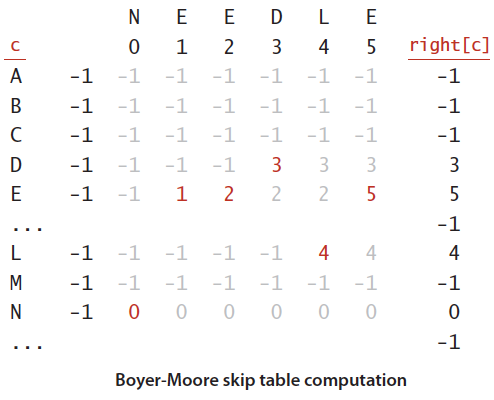 N E E D L E
c 0 1 2 3 4 5 right[c]
A -1 -1 -1 -1 -1 -1 -1 -1
B -1 -1 -1 -1 -1 -1 -1 -1
C -1 -1 -1 -1 -1 -1 -1 -1
D -1 -1 -1 -1 3 3 3 3
E -1 -1 1 2 2 2 5 5
... -1
L -1 -1 -1 -1 -1 4 4 4
M -1 -1 -1 -1 -1 -1 -1 -1
N -1 0 0 0 0 0 0 0
... -1
Boyer-Moore skip table computation